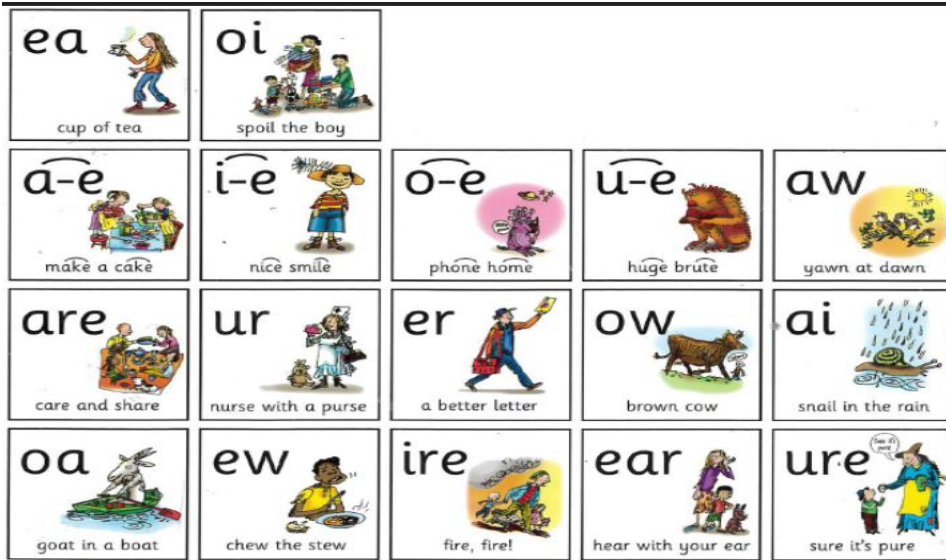 ea
cup of tea
oi
spoil the boy
a-e
make a cake
i-e
nice smile
o-e
phone home
u-e
huge brute
aw
yawn at dawn
are
care and share
ur
nurse with a purse
er
a better letter
ow
brown cow
ai
snail in the rain
oa
goat in a boat
ew
chew the stew
ire
fire, fire!
ear
hear with your ear
ure
sure it's pure